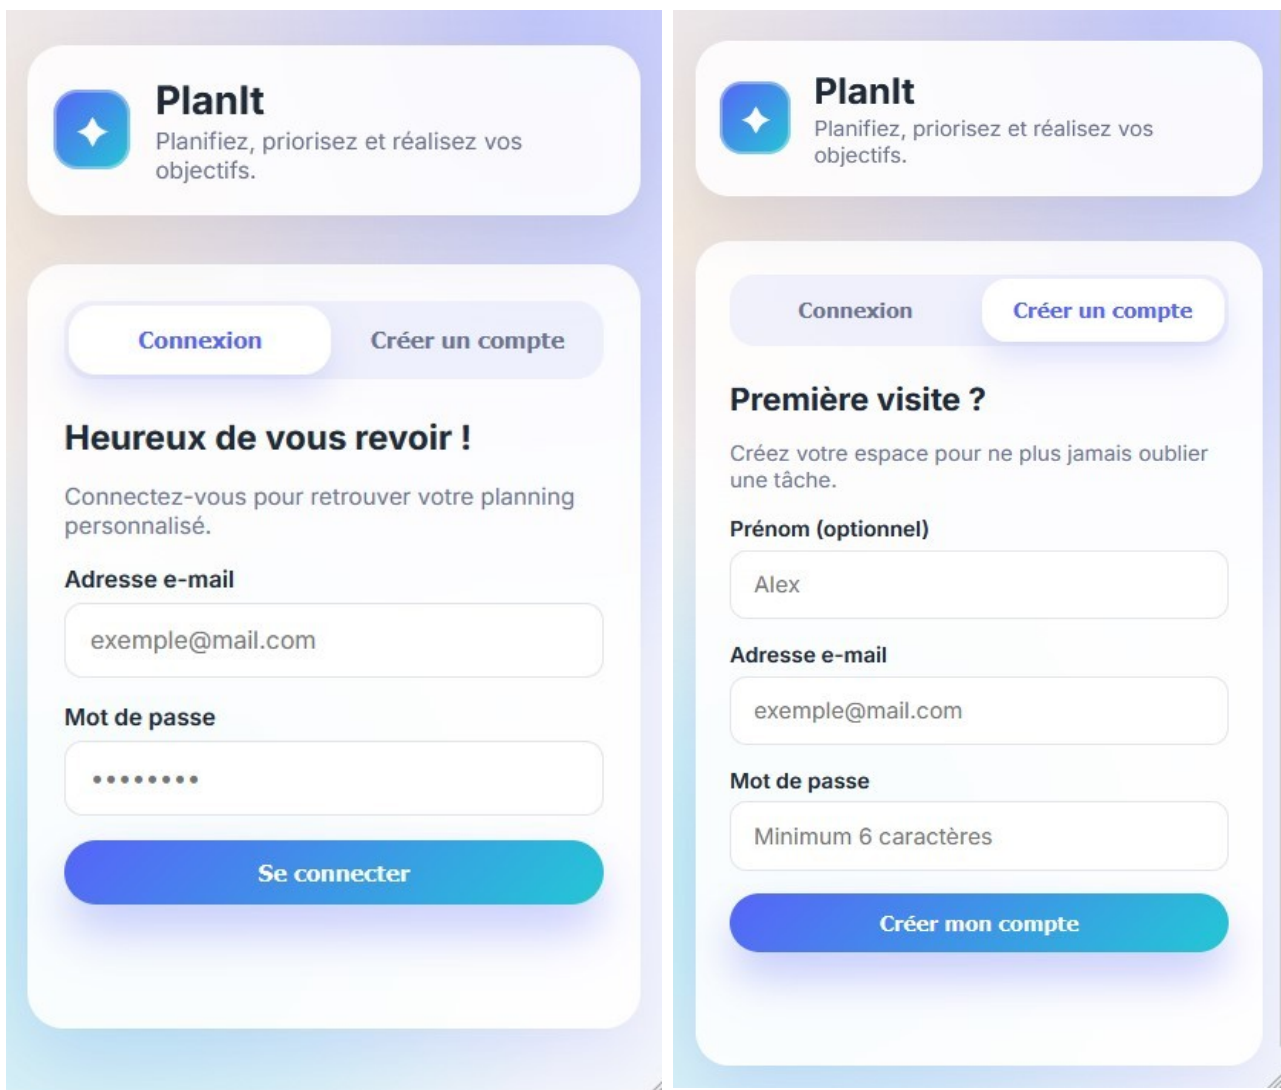 PlanIt
Planifiez, priorisez et réalisez vos
objectifs.
Connexion
Créer un compte
Heureux de vous revoir !
Connectez-vous pour retrouver votre planning
personnalisé.
Adresse e-mail
exemple@mail.com
Mot de passe
••••••••
Se connecter
PlanIt
Planifiez, priorisez et réalisez vos
objectifs.
Connexion
Créer un compte
Première visite ?
Créez votre espace pour ne plus jamais oublier
une tâche.
Prénom (optionnel)
Alex
Adresse e-mail
exemple@mail.com
Mot de passe
Minimum 6 caractères
Créer mon compte